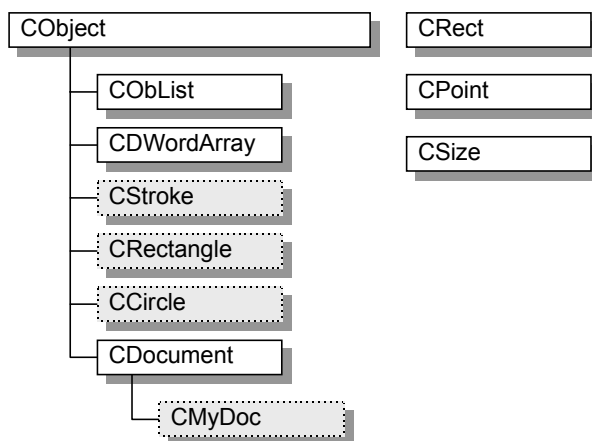 CObject
CObList
CDWordArray
CStroke
CRectangle
CCircle
CDocument
CMyDoc
CRect
CPoint
CSize